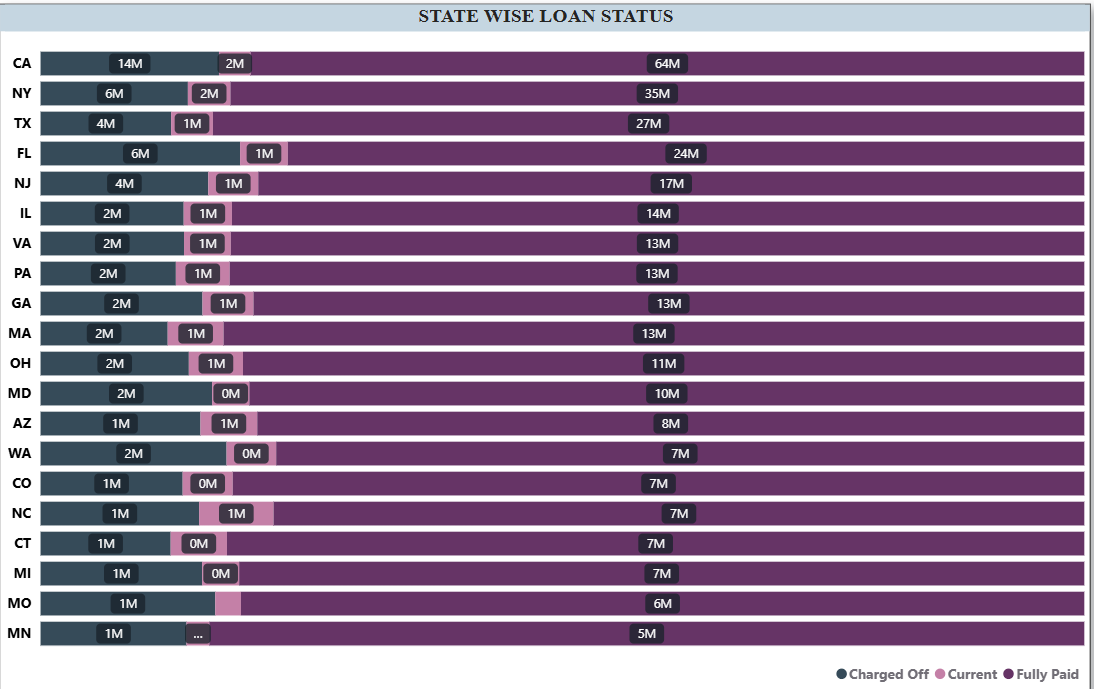 STATE WISE LOAN STATUS
CA 14M 2M 64M
NY 6M 2M 35M
TX 4M 1M 27M
FL 6M 1M 24M
NJ 4M 1M 17M
IL 2M 1M 14M
VA 2M 1M 13M
PA 2M 1M 13M
GA 2M 1M 13M
MA 2M 1M 13M
OH 2M 1M 11M
MD 2M 0M 10M
AZ 1M 1M 8M
WA 2M 0M 7M
CO 1M 0M 7M
NC 1M 1M 7M
CT 1M 0M 7M
MI 1M 0M 7M
MO 1M 6M
MN 1M ... 5M
Charged Off Current Fully Paid